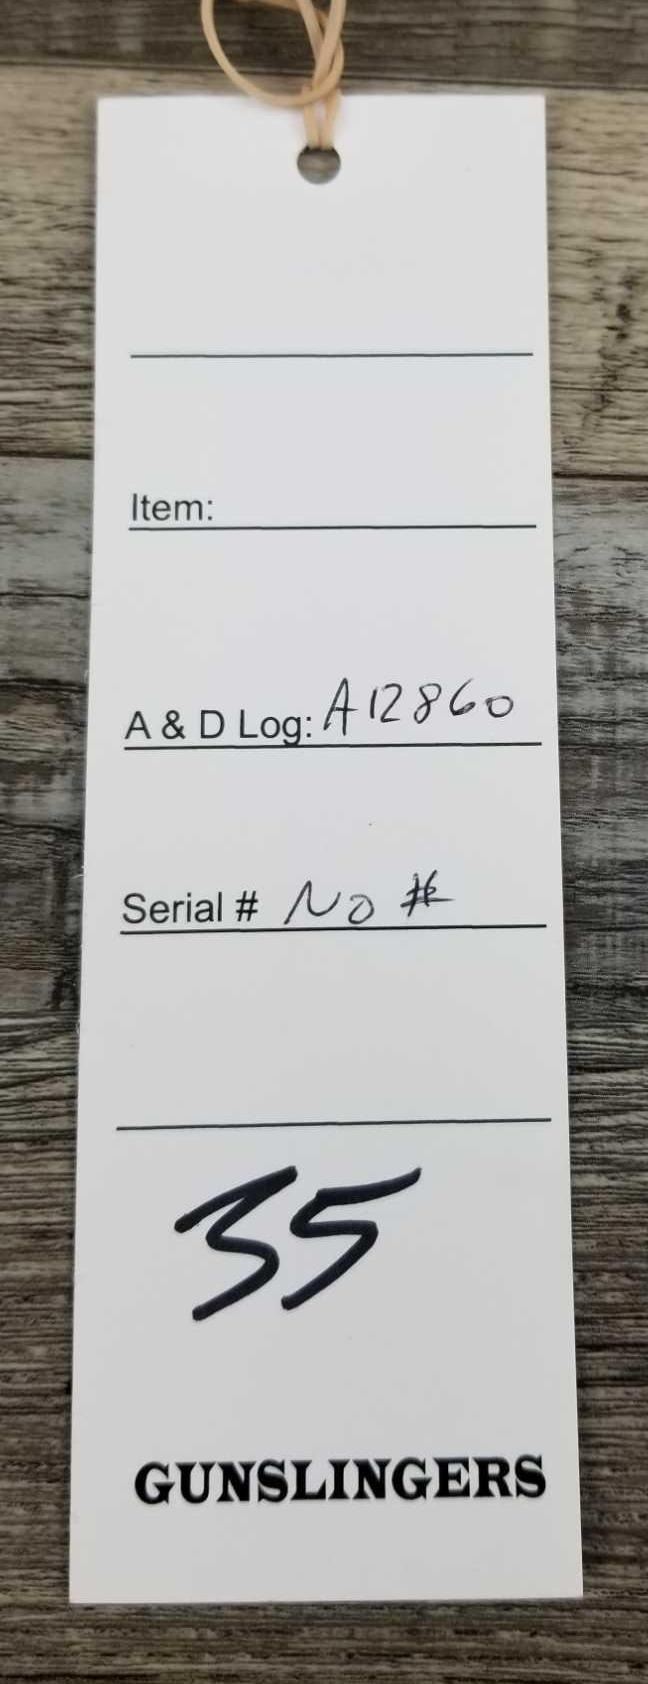 Item:
A & D Log: A12860
Serial # No #
35
GUNSLINGERS